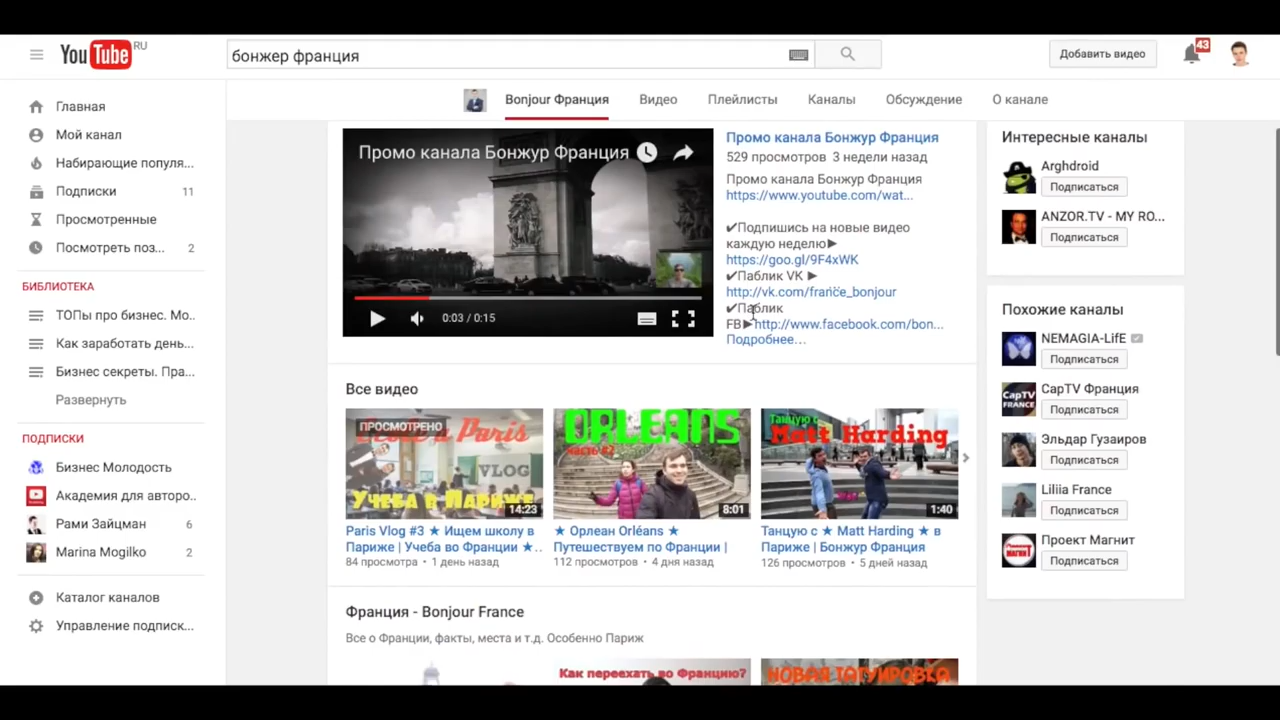 YouTube RU
бонжер франция
Добавить видео
43
Главная
Мой канал
Набирающие популя...
Подписки 11
Просмотренные
Посмотреть поз... 2
БИБЛИОТЕКА
ТОПы про бизнес. Мо..
Как заработать день...
Бизнес секреты. Пра...
Развернуть
ПОДПИСКИ
Бизнес Молодость
Академия для авторо..
Рами Зайцман 6
Marina Mogilko 2
Каталог каналов
Управление подписк...
Bonjour Франция Видео Плейлисты Каналы Обсуждение О канале
Промо канала Бонжур Франция
0:03 / 0:15
Промо канала Бонжур Франция
529 просмотров 3 недели назад
Промо канала Бонжур Франция
https://www.youtube.com/wat...
✔Подпишись на новые видео
каждую неделю►
https://goo.gl/9F4xWK
✔Паблик VK ►
http://vk.com/france_bonjour
✔Паблик
FB►http://www.facebook.com/bon...
Подробнее...
Все видео
ПРОСМОТРЕНО
a Paris
VLOG
Учеба в Париже
14:23
Paris Vlog #3 ★ Ищем школу в
Париже | Учеба во Франции ★..
84 просмотра • 1 день назад
ORLEANS
часть #2
8:01
★ Орлеан Orléans ★
Путешествуем по Франции |
112 просмотров • 4 дня назад
Танцую с
Matt Harding
1:40
Танцую с ★ Matt Harding ★ в
Париже | Бонжур Франция
126 просмотров • 5 дней назад
Франция - Bonjour France
Все о Франции, факты, места и т.д. Особенно Париж
Как переехать во Францию?
НОВАЯ ТАТУИРОВКА
Интересные каналы
Arghdroid
Подписаться
ANZOR.TV - MY RO...
Подписаться
Похожие каналы
NEMAGIA-LifE
Подписаться
CapTV FRANCE
CapTV Франция
Подписаться
Эльдар Гузаиров
Подписаться
Liliia France
Подписаться
МАГНИТ
Проект Магнит
Подписаться